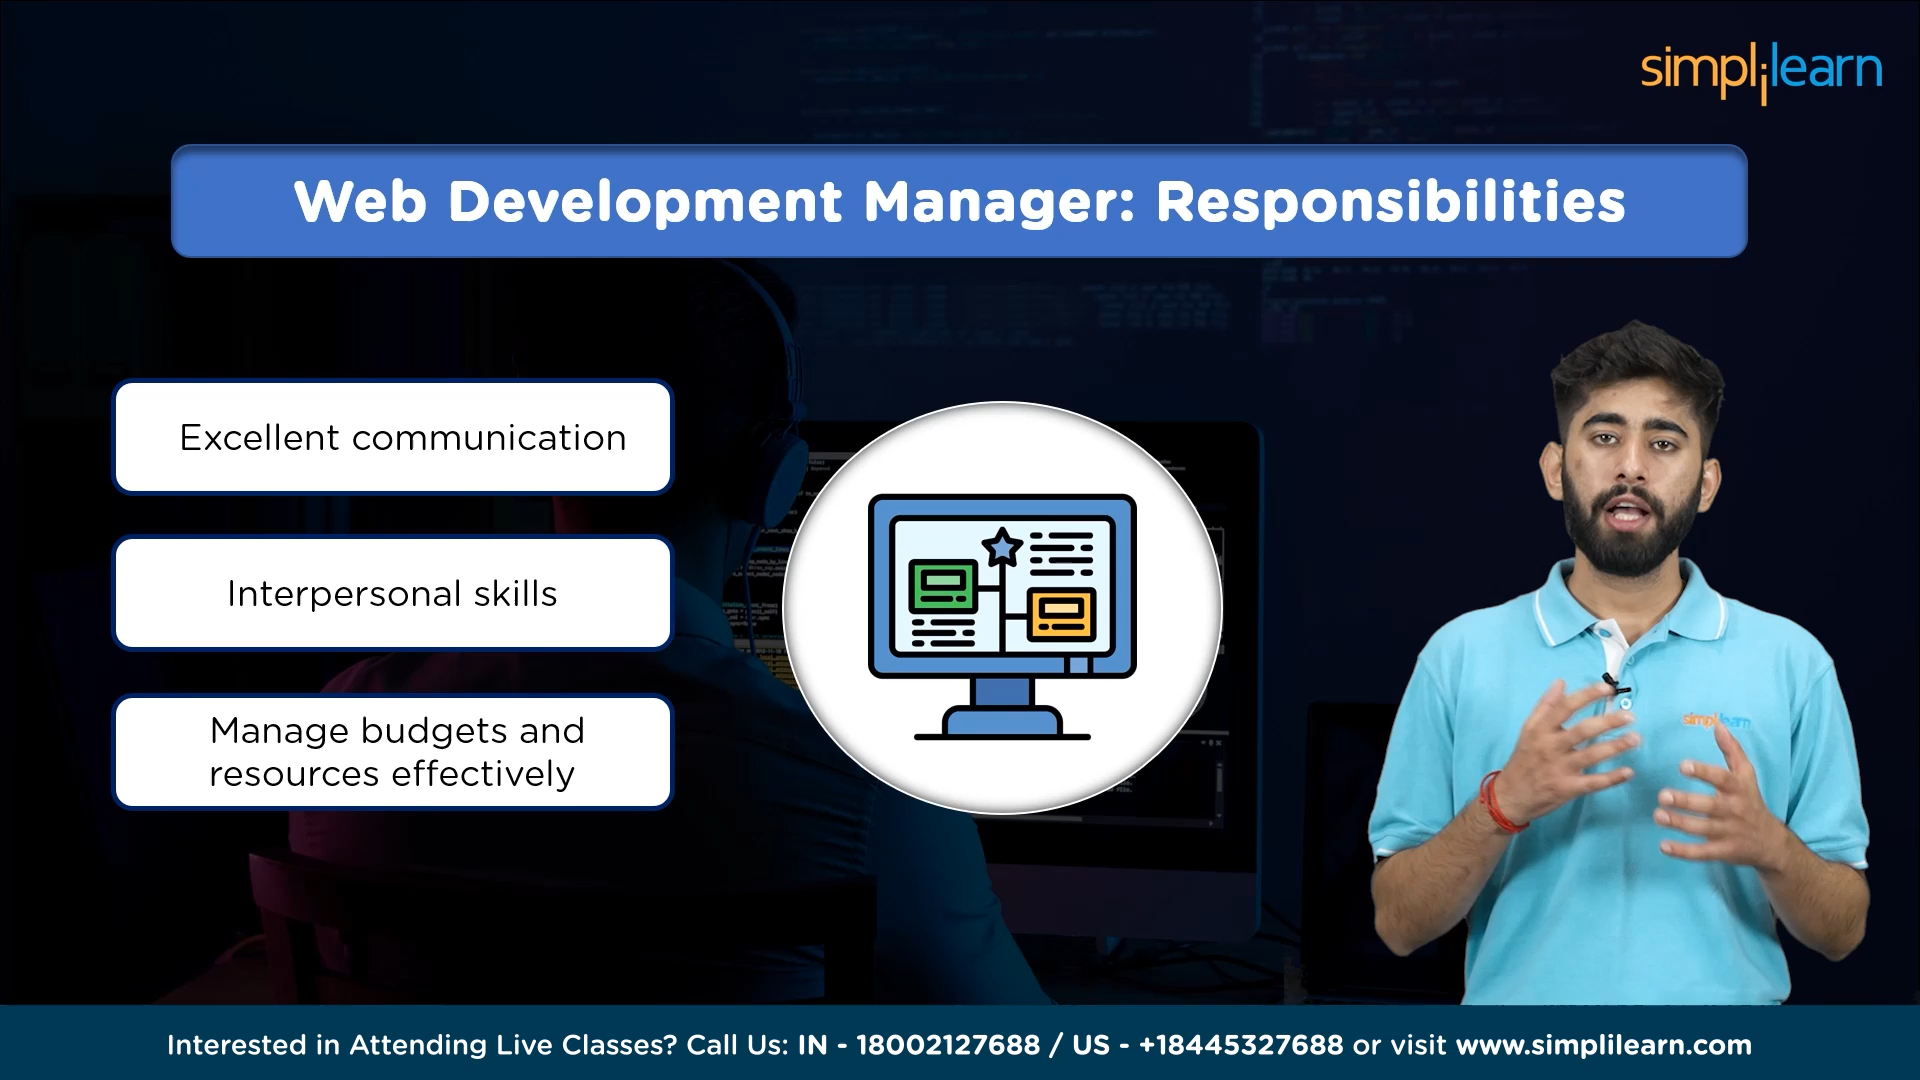 simplilearn
Web Development Manager: Responsibilities
Excellent communication
Interpersonal skills
Manage budgets and
resources effectively
simplilearn
Interested in Attending Live Classes? Call Us: IN - 18002127688 / US - +18445327688 or visit www.simplilearn.com